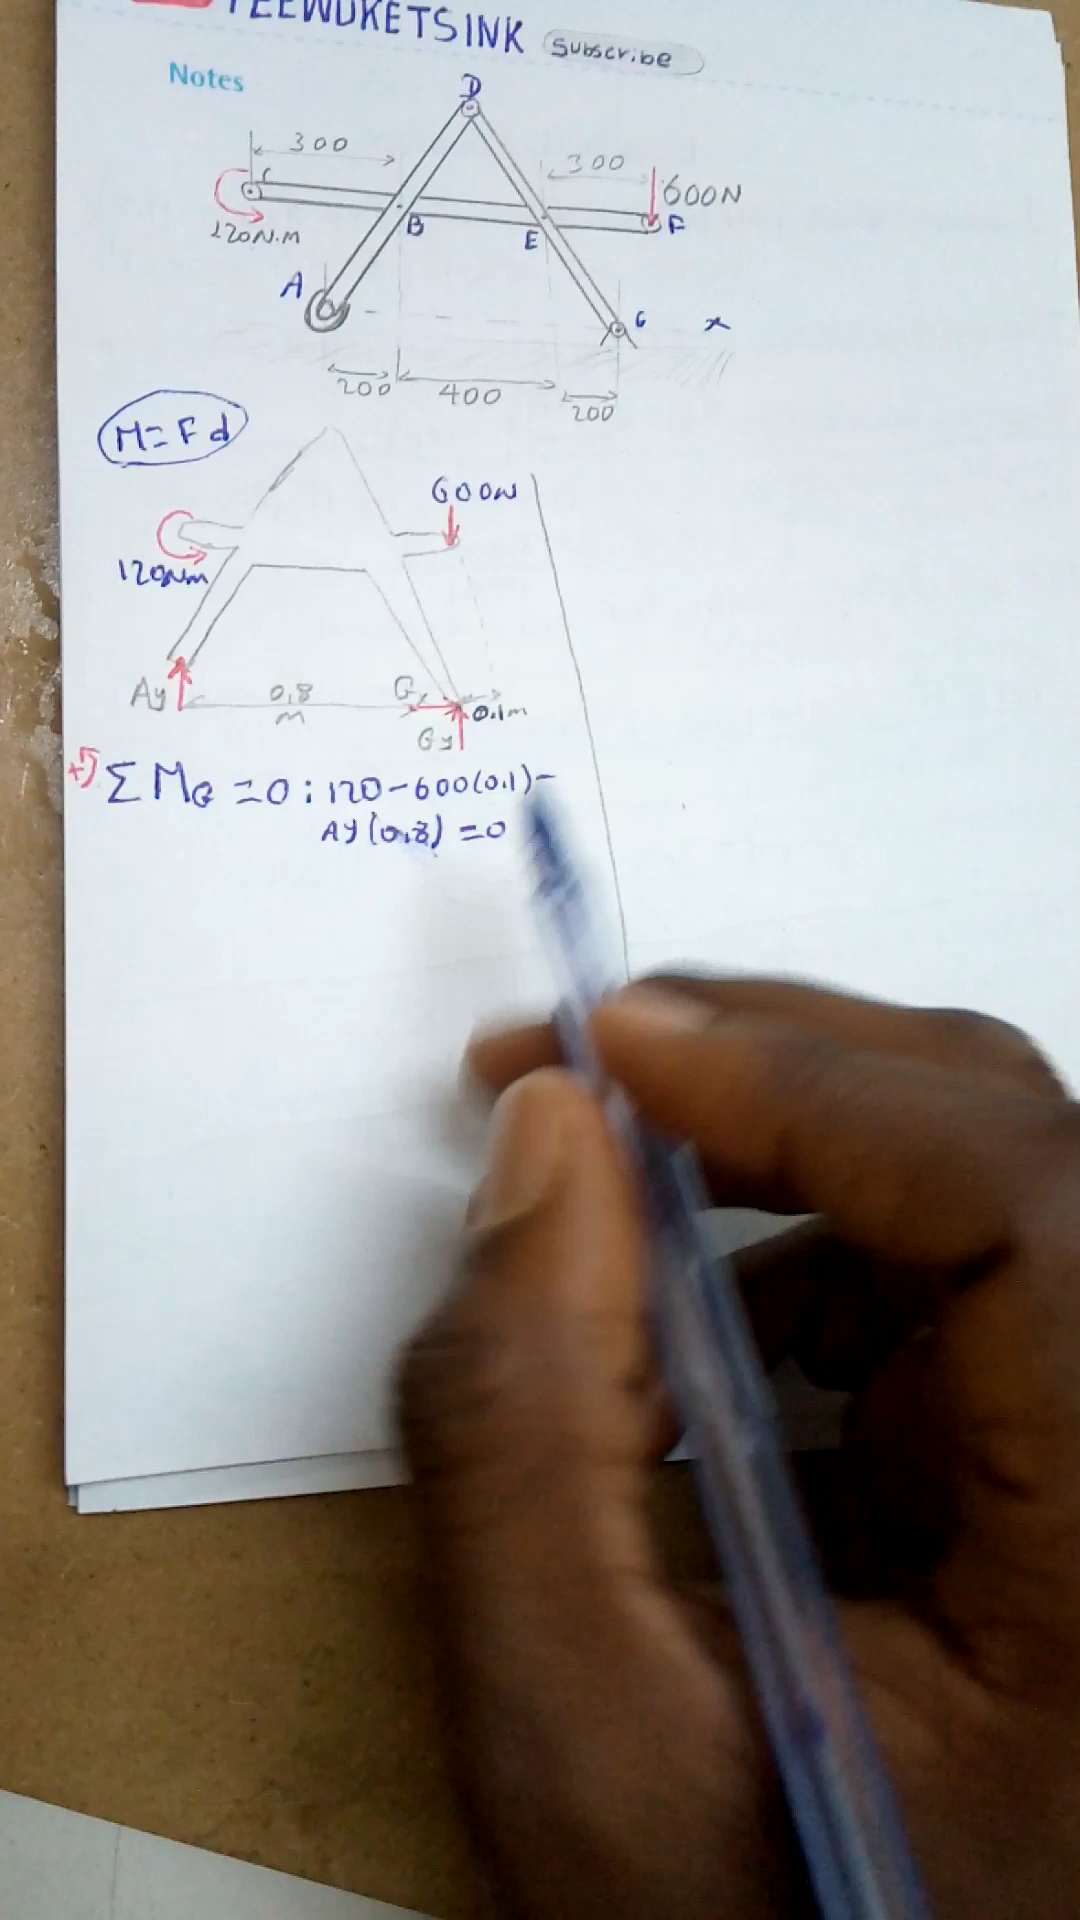 TEEWDKETSINK subscribe
Notes
D
300
300
600N
C
120N.m
B
E
F
A
G x
200 400 200
M=Fd
600N
120Nm
Ay 0,8 m Gx 0.1m
Gy
+ΣMG=0: 120-600(0.1)-
Ay(0.8)=0